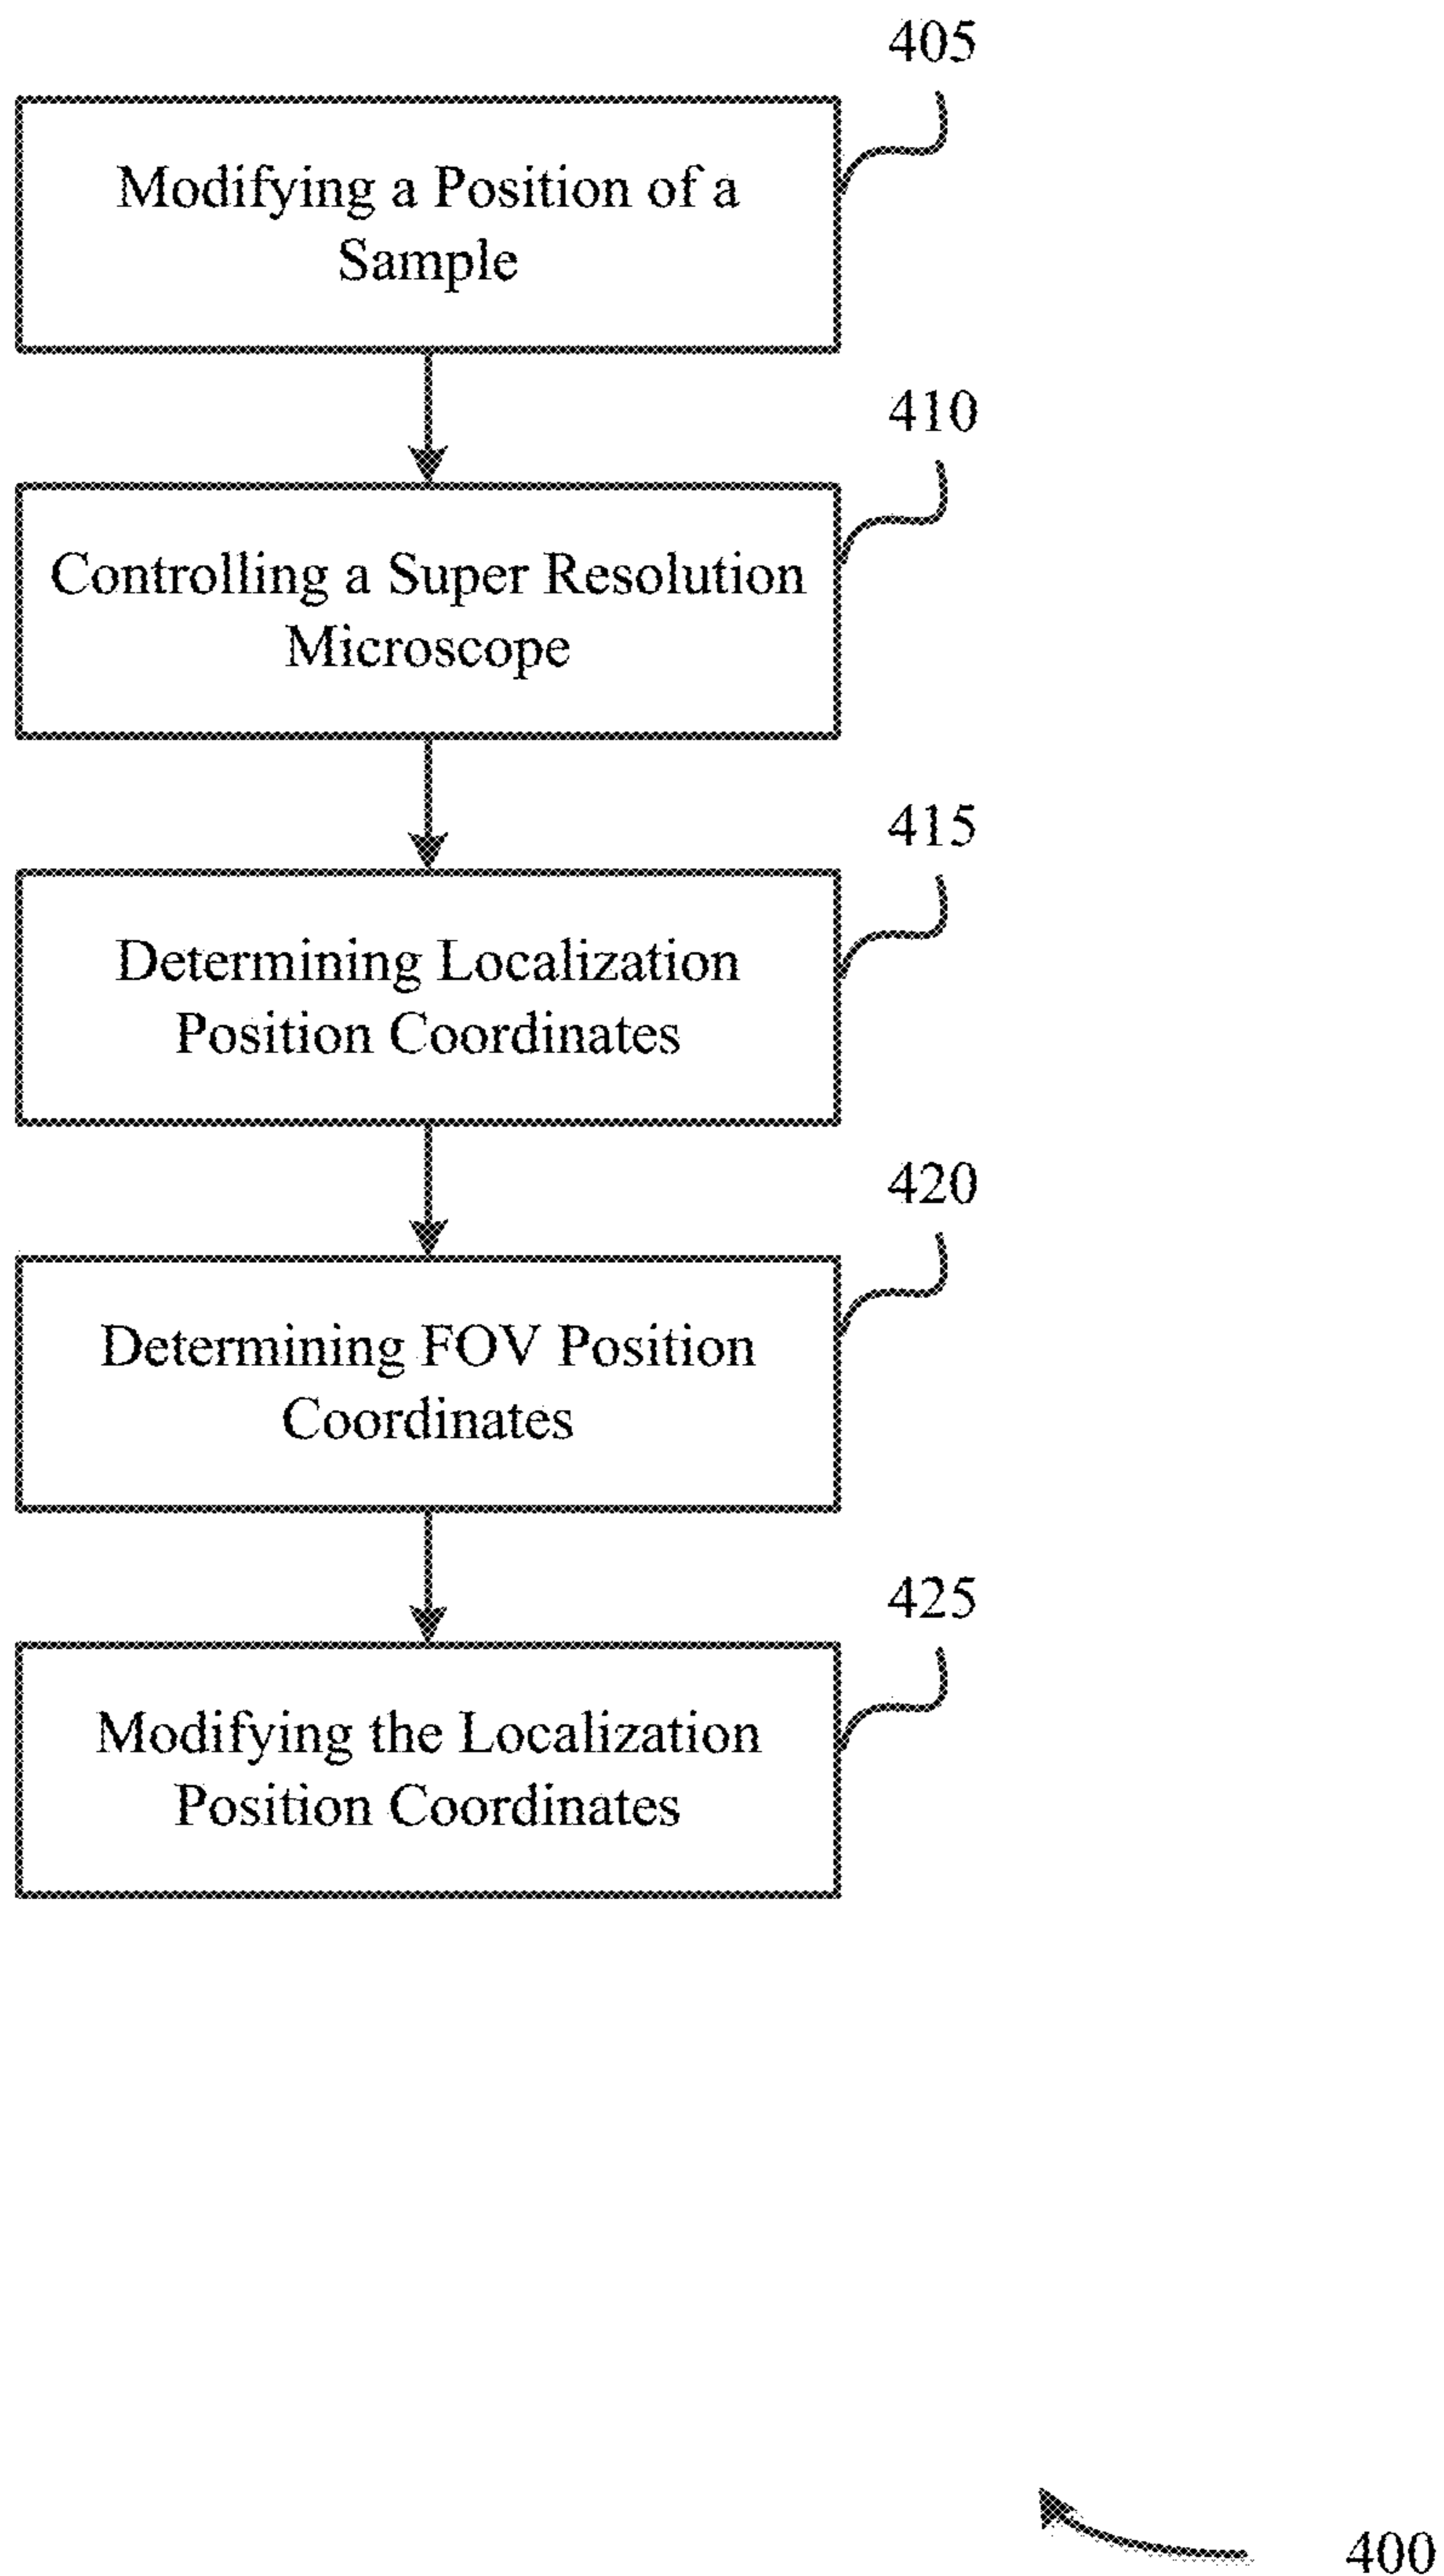 405
Modifying a Position of a
Sample
410
Controlling a Super Resolution
Microscope
415
Determining Localization
Position Coordinates
420
Determining FOV Position
Coordinates
425
Modifying the Localization
Position Coordinates
400